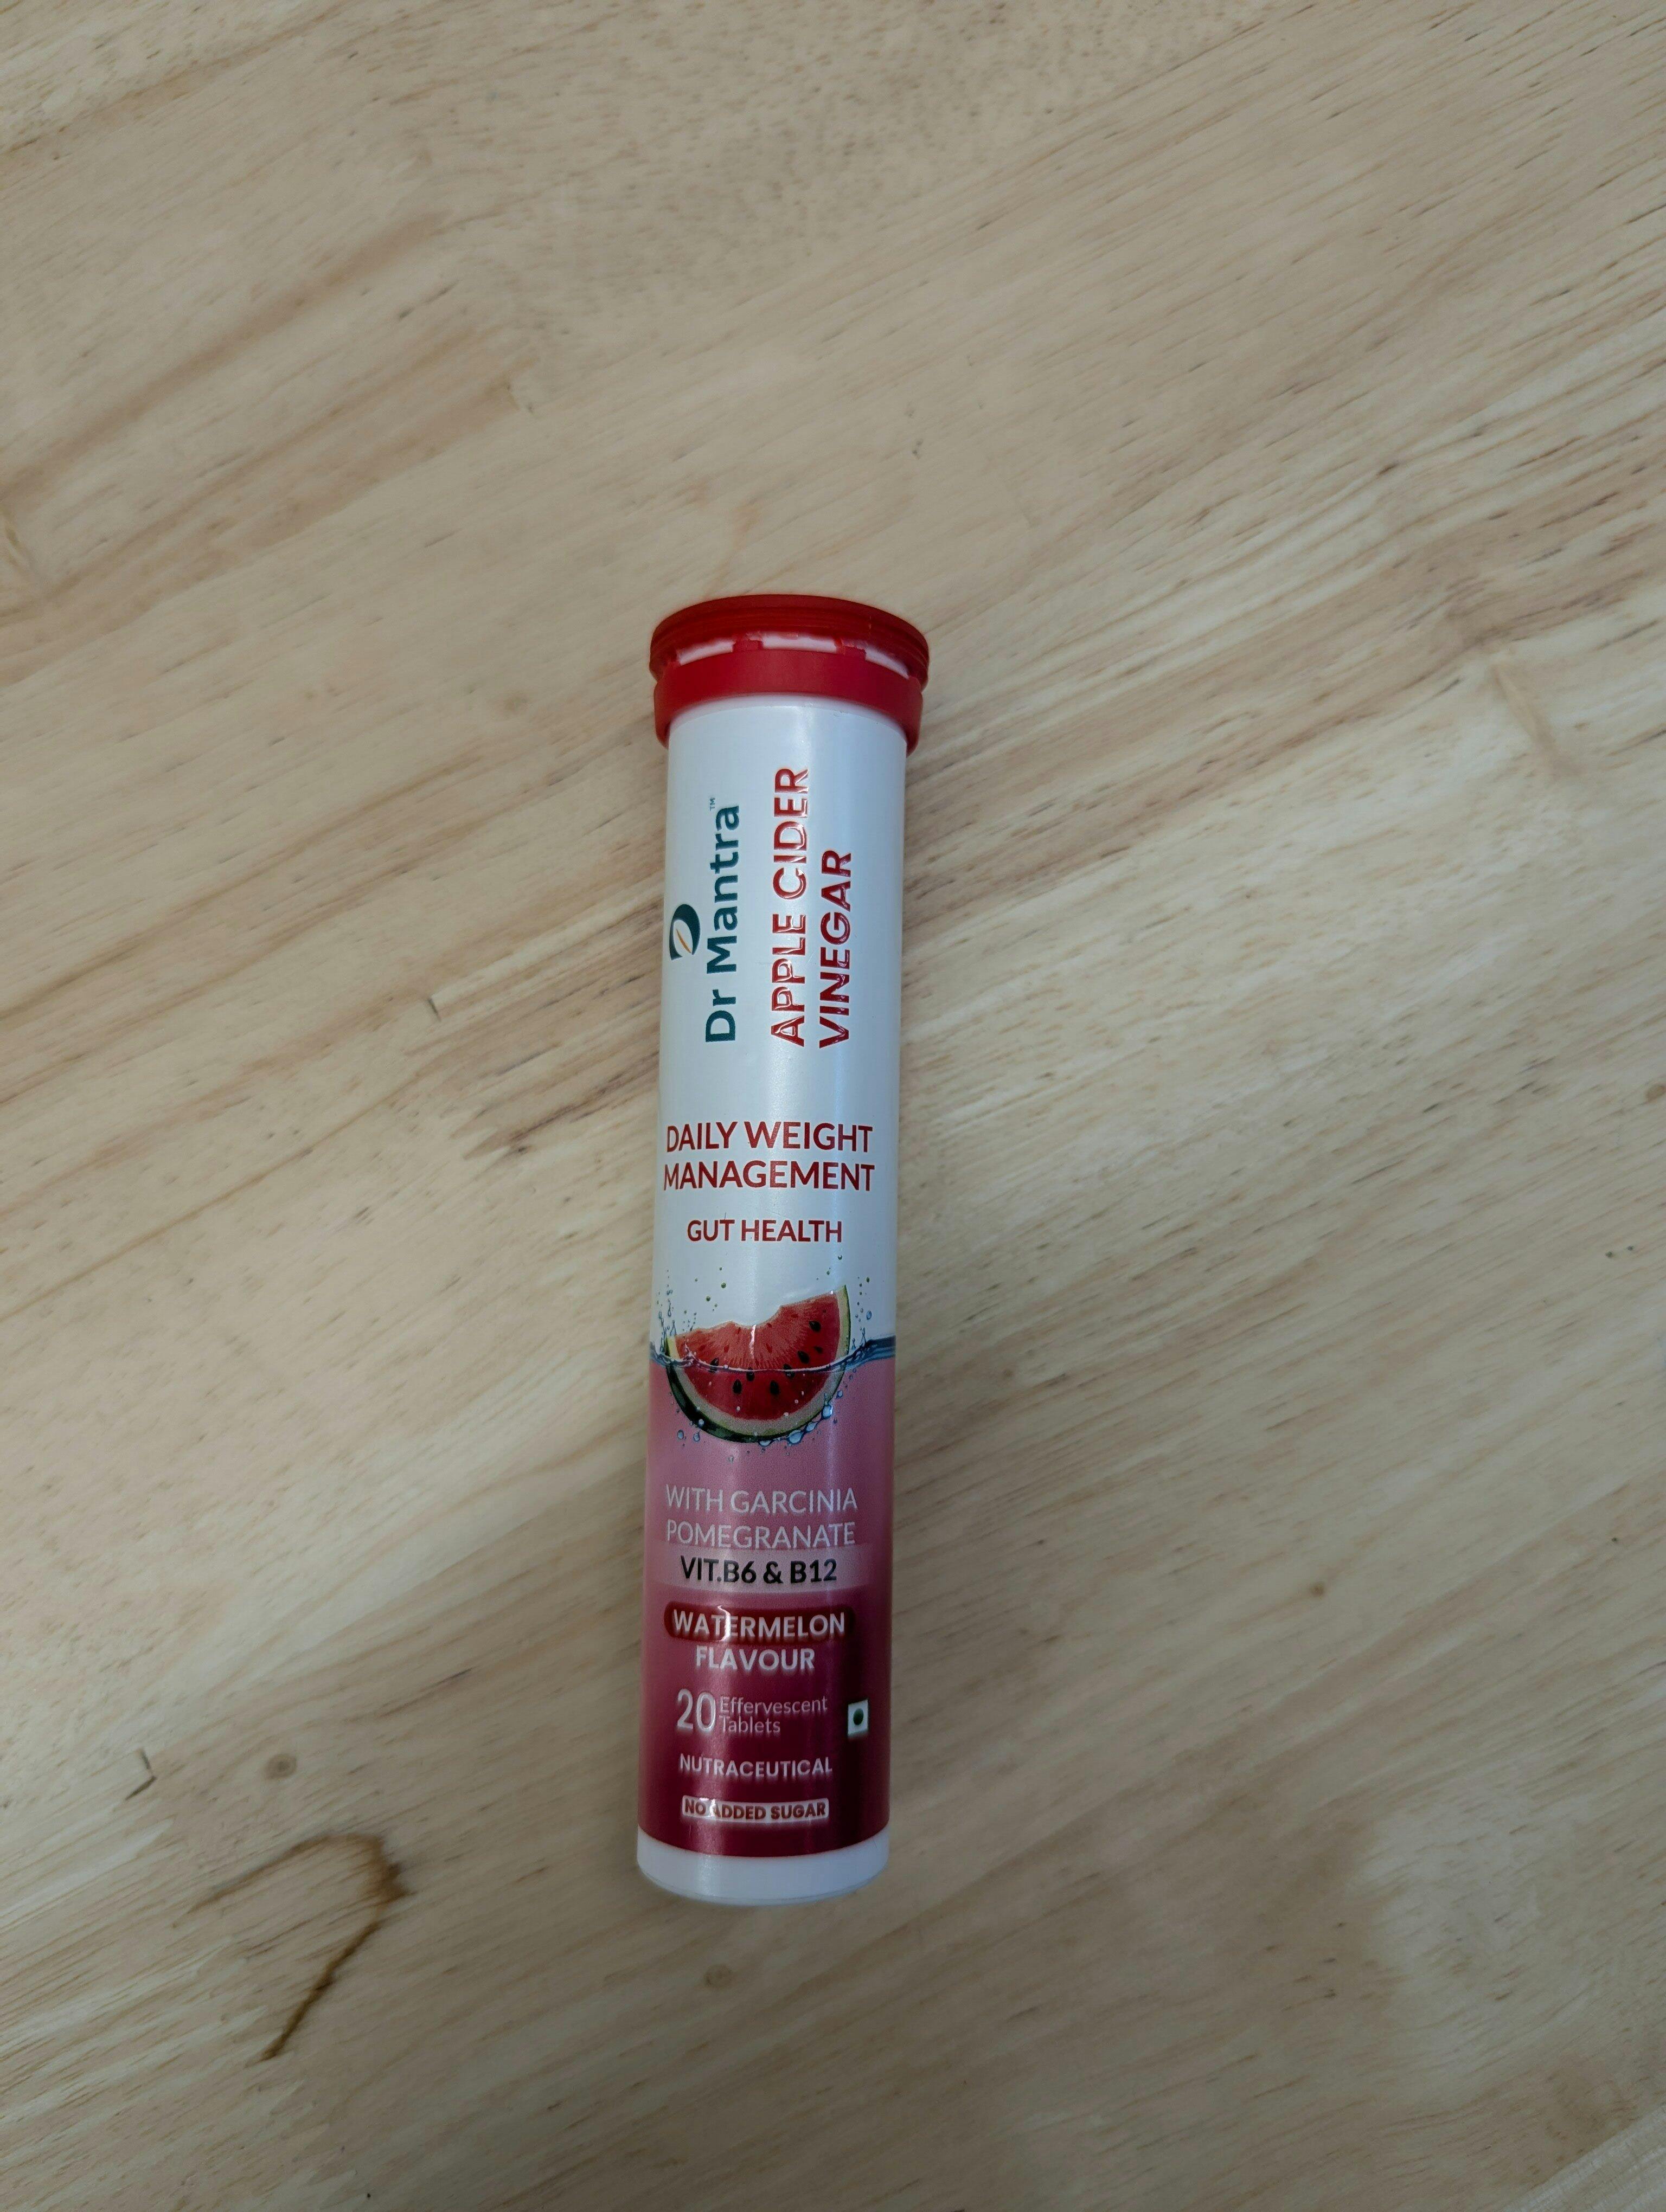 Dr Mantra™
APPLE CIDER
VINEGAR
DAILY WEIGHT
MANAGEMENT
GUT HEALTH
WITH GARCINIA
POMEGRANATE
VIT.B6 & B12
WATERMELON
FLAVOUR
20 Effervescent
Tablets
NUTRACEUTICAL
NO ADDED SUGAR